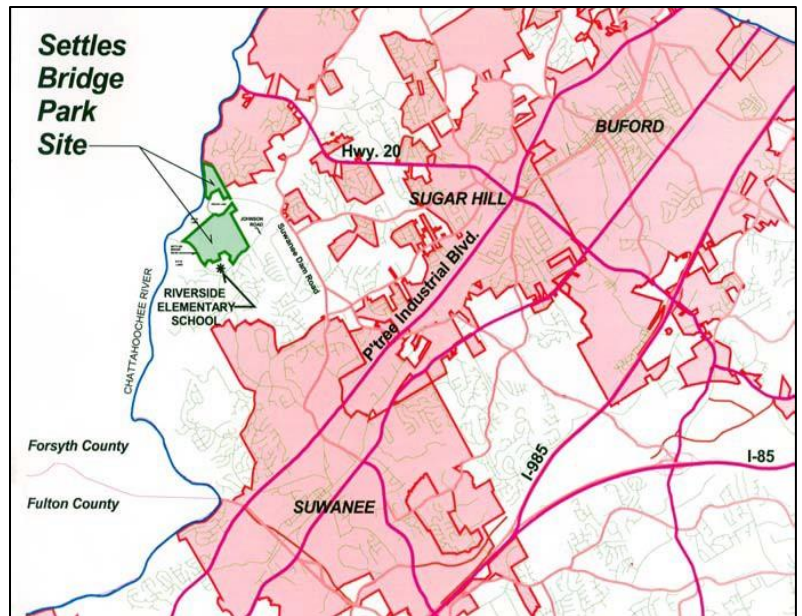 Settles
Bridge
Park
Site
Hwy. 20
BUFORD
SUGAR HILL
JOHNSON
ROAD
Suwanee Dam Road
P'tree Industrial Blvd.
RIVERSIDE
ELEMENTARY
SCHOOL
CHATTAHOOCHEE RIVER
Forsyth County
Fulton County
I-985
I-85
SUWANEE